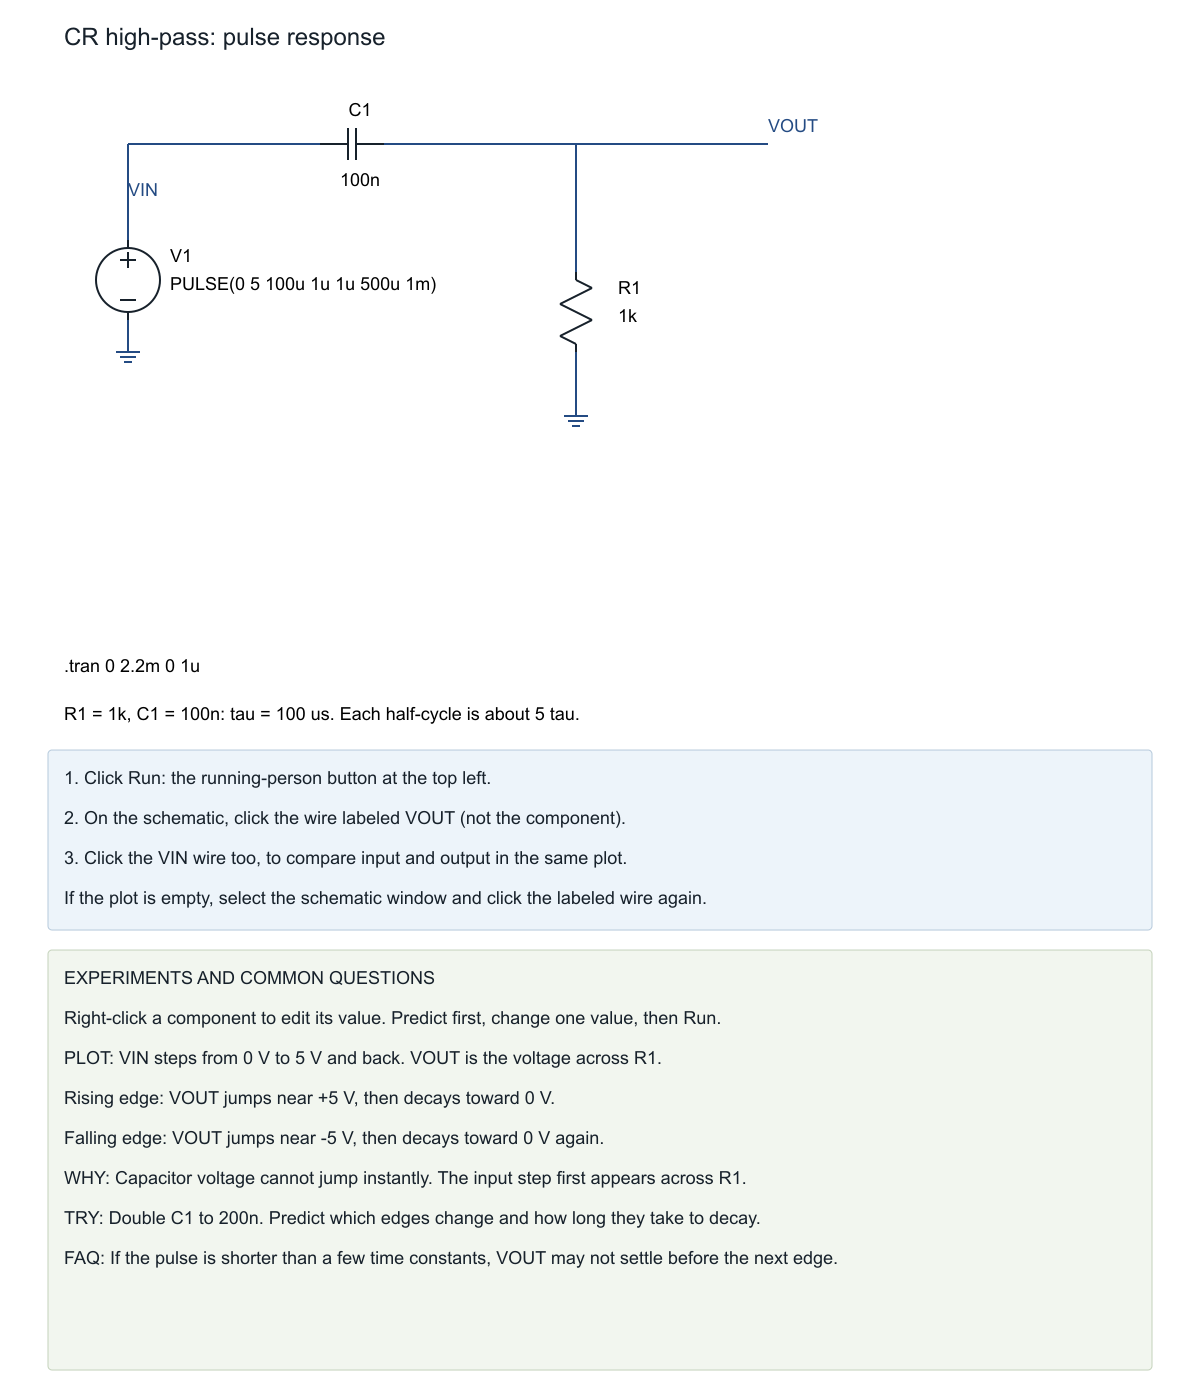 CR high-pass: pulse response
C1
VOUT
100n
VIN
V1
PULSE(0 5 100u 1u 1u 500u 1m)
R1
1k
.tran 0 2.2m 0 1u
R1 = 1k, C1 = 100n: tau = 100 us. Each half-cycle is about 5 tau.
1. Click Run: the running-person button at the top left.
2. On the schematic, click the wire labeled VOUT (not the component).
3. Click the VIN wire too, to compare input and output in the same plot.
If the plot is empty, select the schematic window and click the labeled wire again.
EXPERIMENTS AND COMMON QUESTIONS
Right-click a component to edit its value. Predict first, change one value, then Run.
PLOT: VIN steps from 0 V to 5 V and back. VOUT is the voltage across R1.
Rising edge: VOUT jumps near +5 V, then decays toward 0 V.
Falling edge: VOUT jumps near -5 V, then decays toward 0 V again.
WHY: Capacitor voltage cannot jump instantly. The input step first appears across R1.
TRY: Double C1 to 200n. Predict which edges change and how long they take to decay.
FAQ: If the pulse is shorter than a few time constants, VOUT may not settle before the next edge.